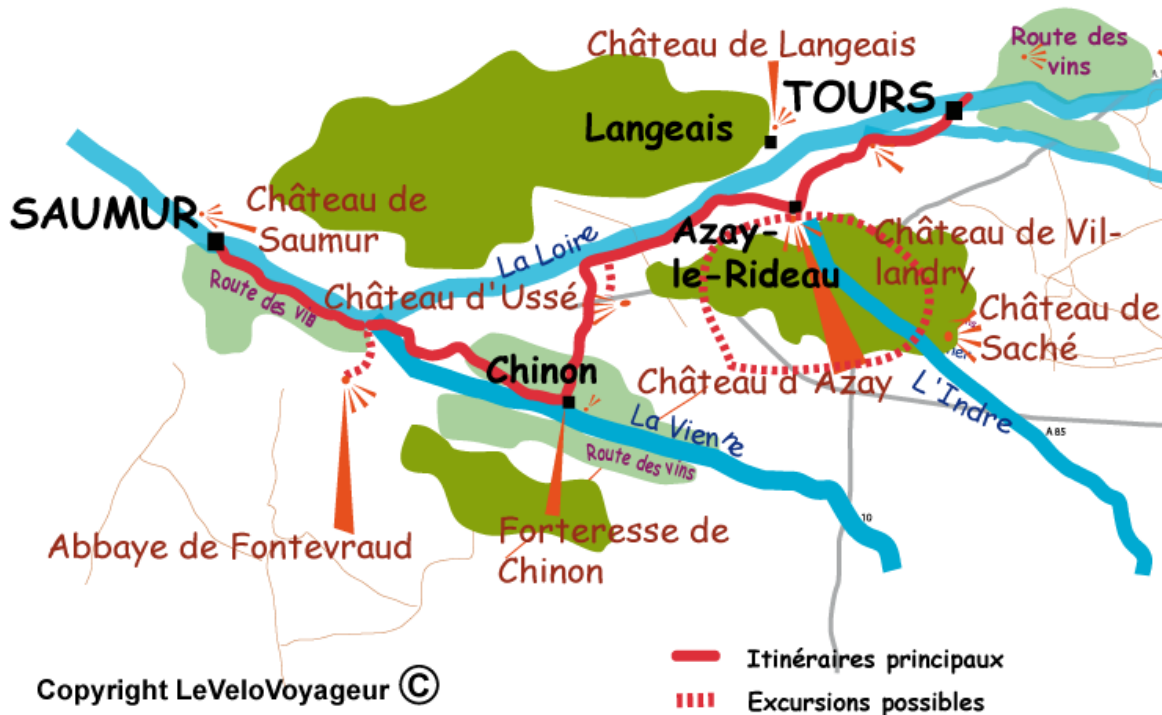 Château de Langeais
Route des
vins
TOURS
Langeais
SAUMUR
Château de
Saumur
La Loire
Azay-
le-Rideau
Château de Vil-
landry
Route des vin
Château d'Ussé
Château de
Saché
Chinon
Château d Azay
L'Indre
La Vienne
A 85
Route des vins
10
Abbaye de Fontevraud
Forteresse de
Chinon
Itinéraires principaux
Copyright LeVeloVoyageur ©
Excursions possibles